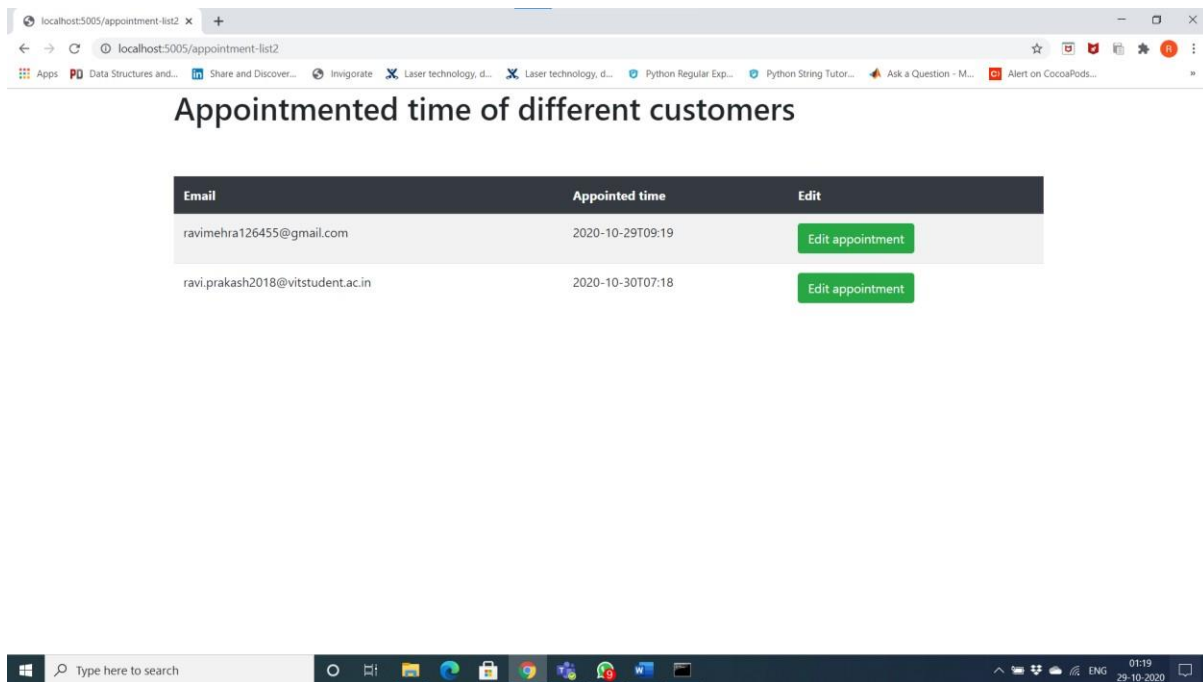 localhost:5005/appointment-list2
localhost:5005/appointment-list2
Apps PD Data Structures and... in Share and Discover... Invigorate Laser technology, d... Laser technology, d... Python Regular Exp... Python String Tutor... Ask a Question - M... Alert on CocoaPods... »
Appointmented time of different customers
Email Appointed time Edit
ravimehra126455@gmail.com 2020-10-29T09:19 Edit appointment
ravi.prakash2018@vitstudent.ac.in 2020-10-30T07:18 Edit appointment
Type here to search ENG 01:19
29-10-2020